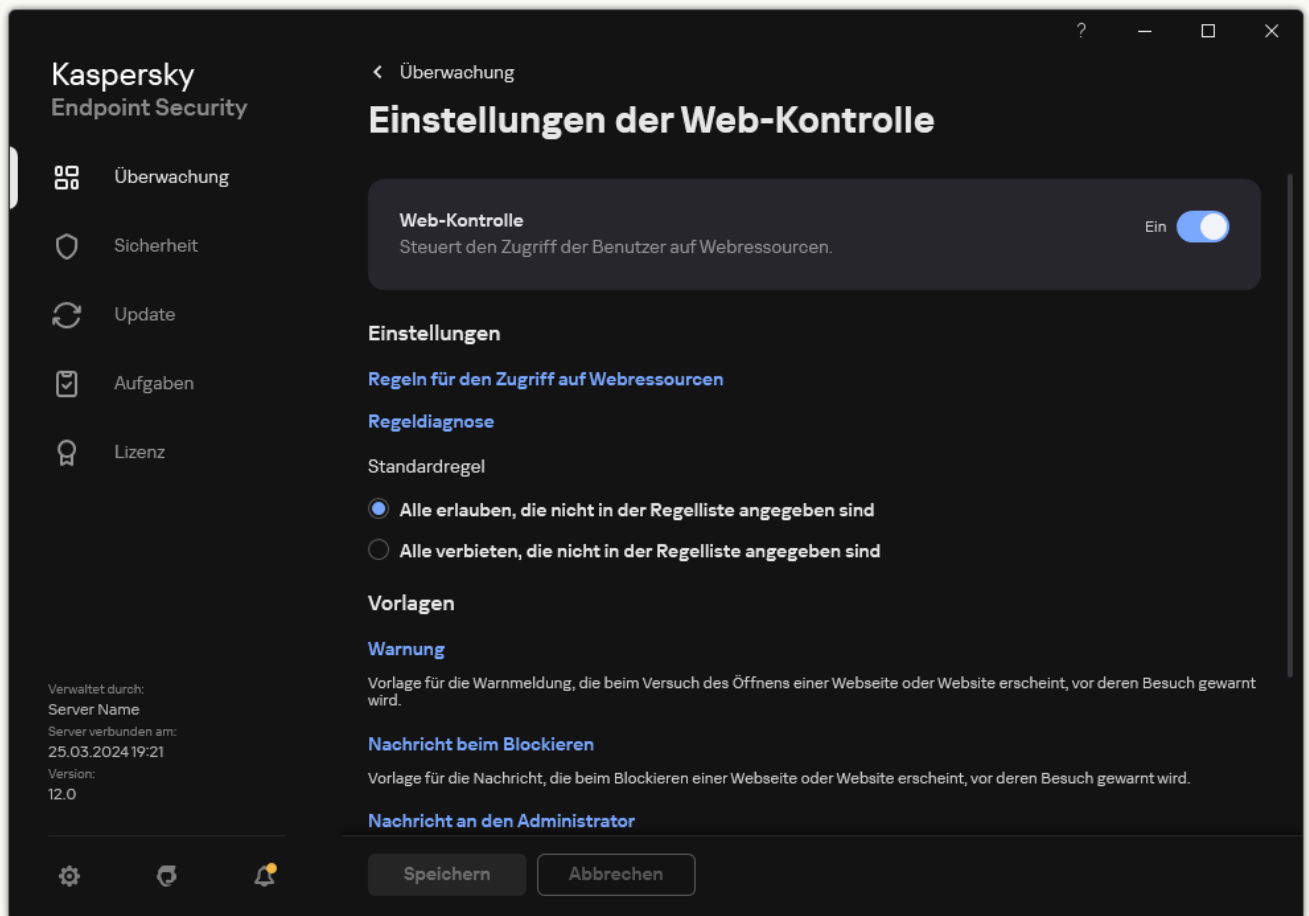 ?
Kaspersky
Endpoint Security
Überwachung
Sicherheit
Update
Aufgaben
Lizenz
Verwaltet durch:
Server Name
Server verbunden am:
25.03.2024 19:21
Version:
12.0
Überwachung
Einstellungen der Web-Kontrolle
Web-Kontrolle
Steuert den Zugriff der Benutzer auf Webressourcen.
Ein
Einstellungen
Regeln für den Zugriff auf Webressourcen
Regeldiagnose
Standardregel
Alle erlauben, die nicht in der Regelliste angegeben sind
Alle verbieten, die nicht in der Regelliste angegeben sind
Vorlagen
Warnung
Vorlage für die Warnmeldung, die beim Versuch des Öffnens einer Webseite oder Website erscheint, vor deren Besuch gewarnt
wird.
Nachricht beim Blockieren
Vorlage für die Nachricht, die beim Blockieren einer Webseite oder Website erscheint, vor deren Besuch gewarnt wird.
Nachricht an den Administrator
Speichern
Abbrechen